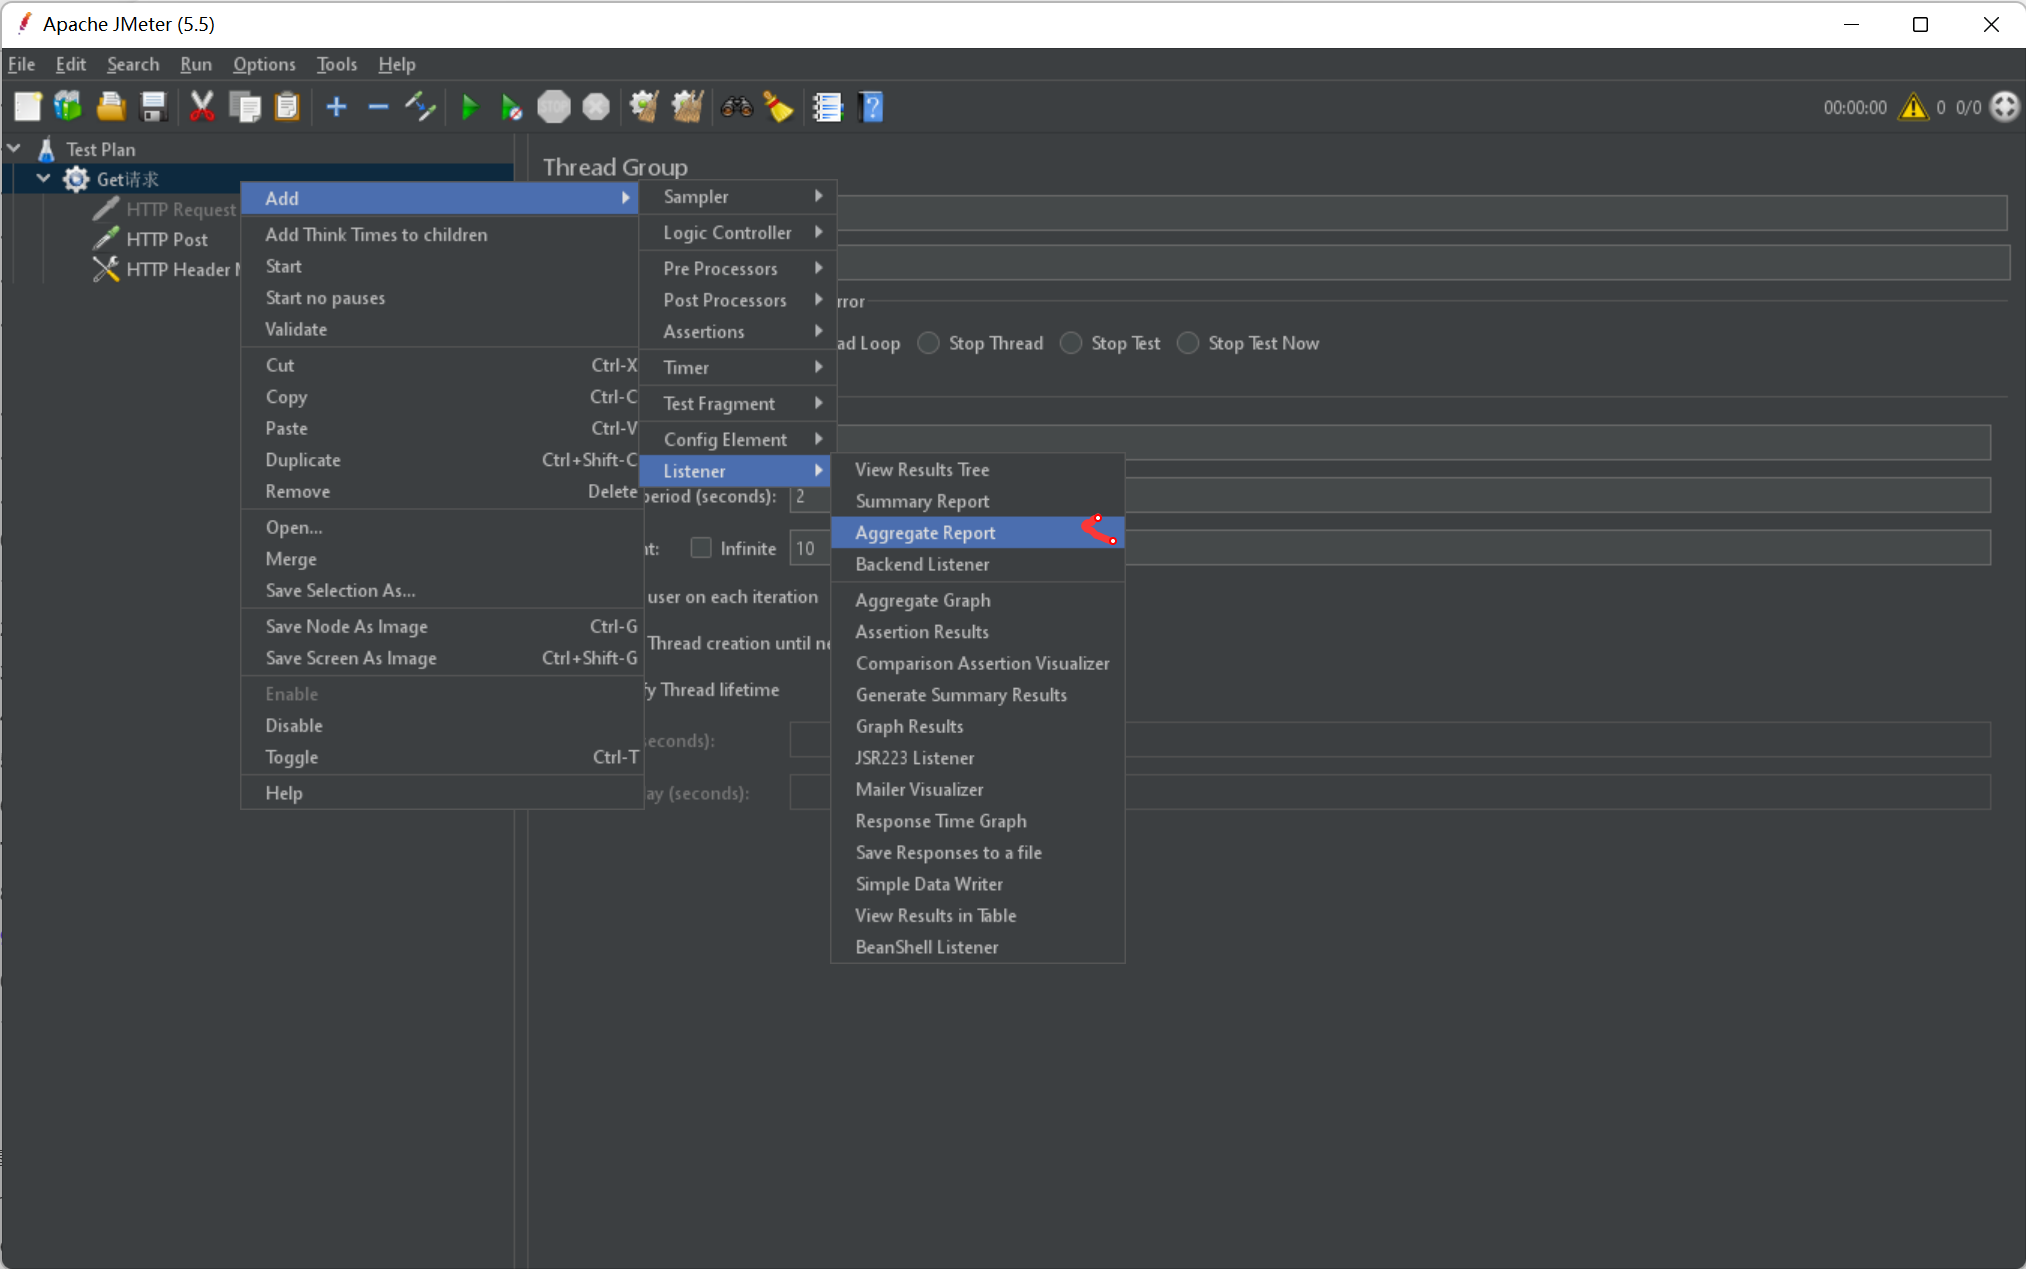 Apache JMeter (5.5)
File Edit Search Run Options Tools Help
STOP
00:00:00 0 0/0
Test Plan
Get请求
HTTP Request
HTTP Post
HTTP Header
Thread Group
Add
Add Think Times to children
Start
Start no pauses
Validate
Cut Ctrl-X
Copy Ctrl-C
Paste Ctrl-V
Duplicate Ctrl+Shift-C
Remove Delete
Open...
Merge
Save Selection As...
Save Node As Image Ctrl-G
Save Screen As Image Ctrl+Shift-G
Enable
Disable
Toggle Ctrl-T
Help
Sampler
Logic Controller
Pre Processors
Post Processors
Assertions
Timer
Test Fragment
Config Element
Listener
View Results Tree
Summary Report
Aggregate Report
Backend Listener
Aggregate Graph
Assertion Results
Comparison Assertion Visualizer
Generate Summary Results
Graph Results
JSR223 Listener
Mailer Visualizer
Response Time Graph
Save Responses to a file
Simple Data Writer
View Results in Table
BeanShell Listener
rror
ad Loop Stop Thread Stop Test Stop Test Now
period (seconds): 2
nt: Infinite 10
user on each iteration
Thread creation until ne
fy Thread lifetime
seconds):
ay (seconds):